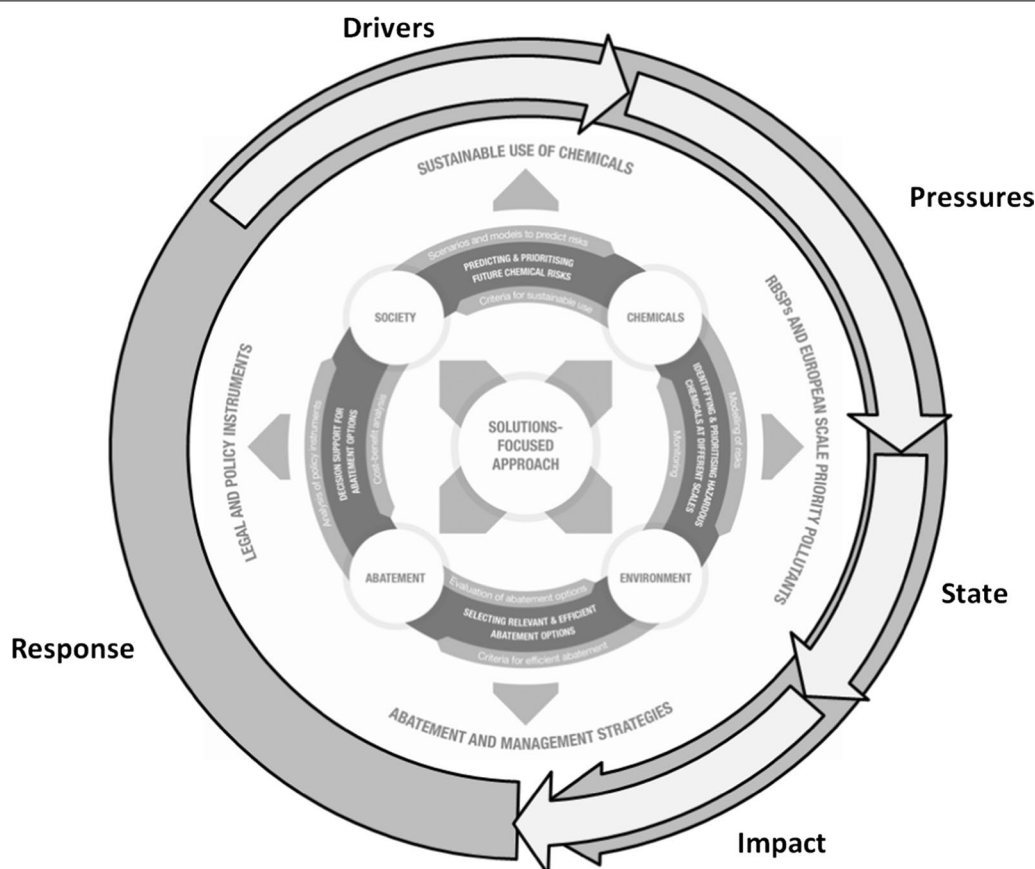 Drivers
SUSTAINABLE USE OF CHEMICALS
Pressures
Scenarios and models to predict risks
PREDICTING & PRIORITISING
FUTURE CHEMICAL RISKS
Criteria for sustainable use
SOCIETY
CHEMICALS
RBSPs AND EUROPEAN SCALE PRIORITY POLLUTANTS
LEGAL AND POLICY INSTRUMENTS
Analysis of policy instruments
DECISION SUPPORT FOR
ABATEMENT OPTIONS
Cost-benefit analysis
SOLUTIONS-
FOCUSED
APPROACH
Monitoring
IDENTIFFYING & PRIORITISING HAZARDOUS
CHEMICALS AT DIFFERENT SCALES
Modelling of risks
ABATEMENT
ENVIRONMENT
Evaluation of abatement options
SELECTING RELEVANT & EFFICIENT
ABATEMENT OPTIONS
Criteria for efficient abatement
State
Response
ABATEMENT AND MANAGEMENT STRATEGIES
Impact